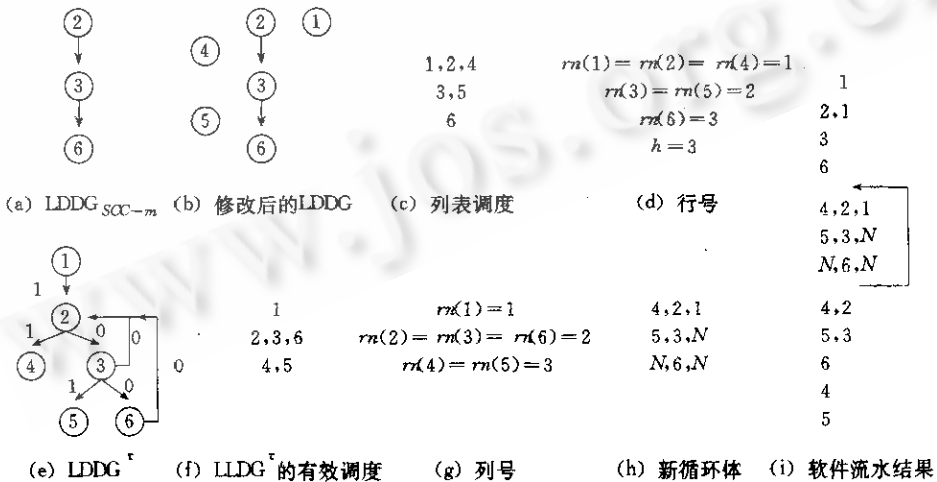 2
3
6
(a) LDDG SCC-m
2 1
4
3
5
6
(b) 修改后的LDDG
1,2,4
3,5
6
(c) 列表调度
rn(1)=rn(2)=rn(4)=1
rn(3)=rn(5)=2
rn(6)=3
h=3
(d) 行号
1
1
2
1 0 0
4 3 0
1 0
5 6
(e) LDDG τ
1
2,3,6
4,5
(f) LLDG τ 的有效调度
rn(1)=1
rn(2)=rn(3)=rn(6)=2
rn(4)=rn(5)=3
(g) 列号
4,2,1
5,3,N
N,6,N
(h) 新循环体
1
2,1
3
6
4,2,1
5,3,N
N,6,N
4,2
5,3
6
4
5
(i) 软件流水结果
www.jos.org.